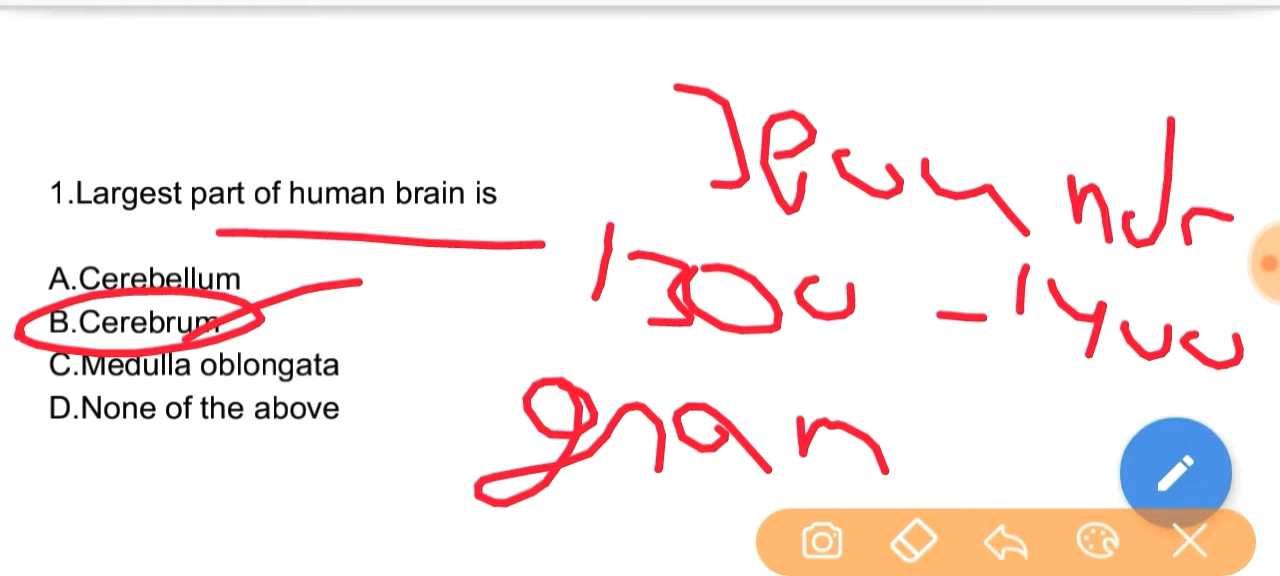 1.Largest part of human brain is
A.Cerebellum
B.Cerebrum
C.Medulla oblongata
D.None of the above
1300 - 1400
gram